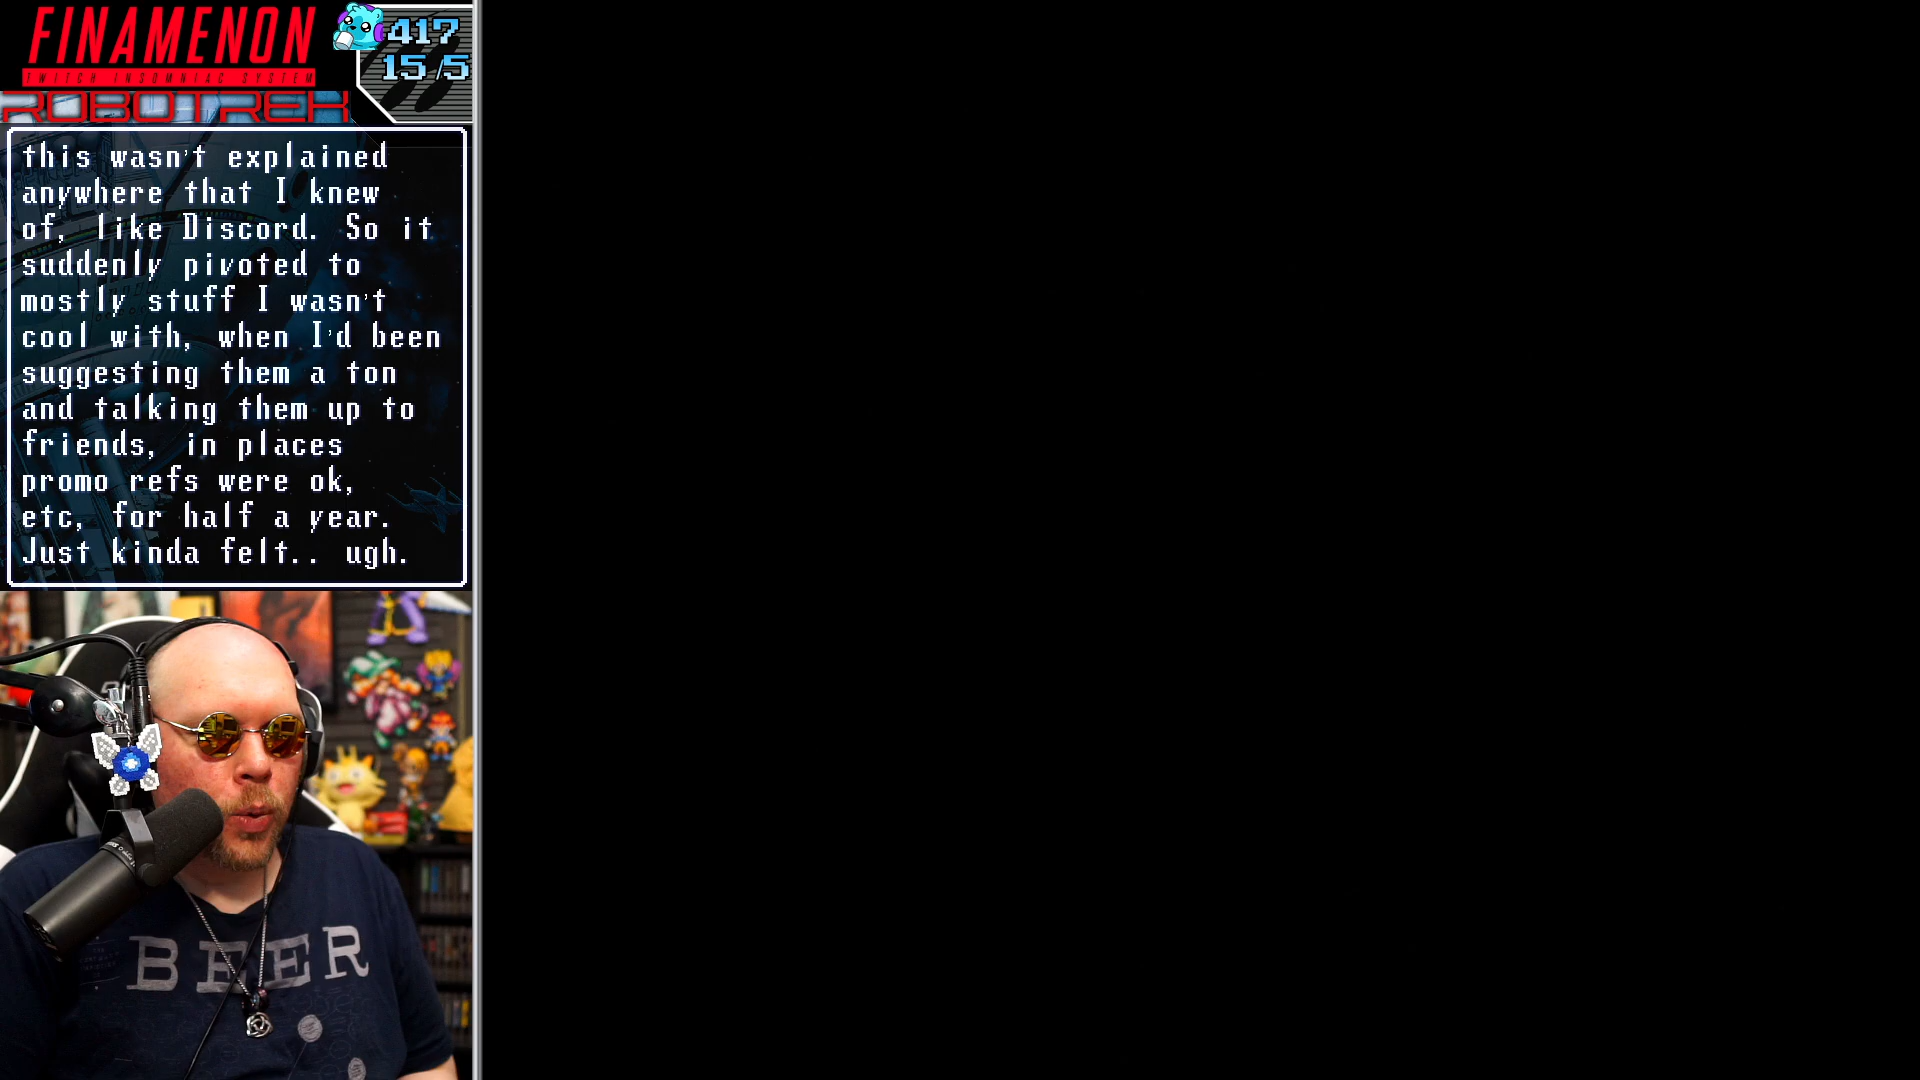 FINAMENON
TWITCH INSOMNIAC SYSTEM
417
15/5
ROBOTREK
this wasn't explained
anywhere that I knew
of, like Discord. So it
suddenly pivoted to
mostly stuff I wasn't
cool with, when I'd been
suggesting them a ton
and talking them up to
friends, in places
promo refs were ok,
etc, for half a year.
Just kinda felt.. ugh.
BEER